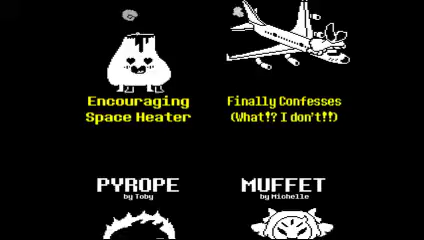 Encouraging
Space Heater
Finally Confesses
(What!? I don't!!)
PYROPE
by Toby
MUFFET
by Michelle